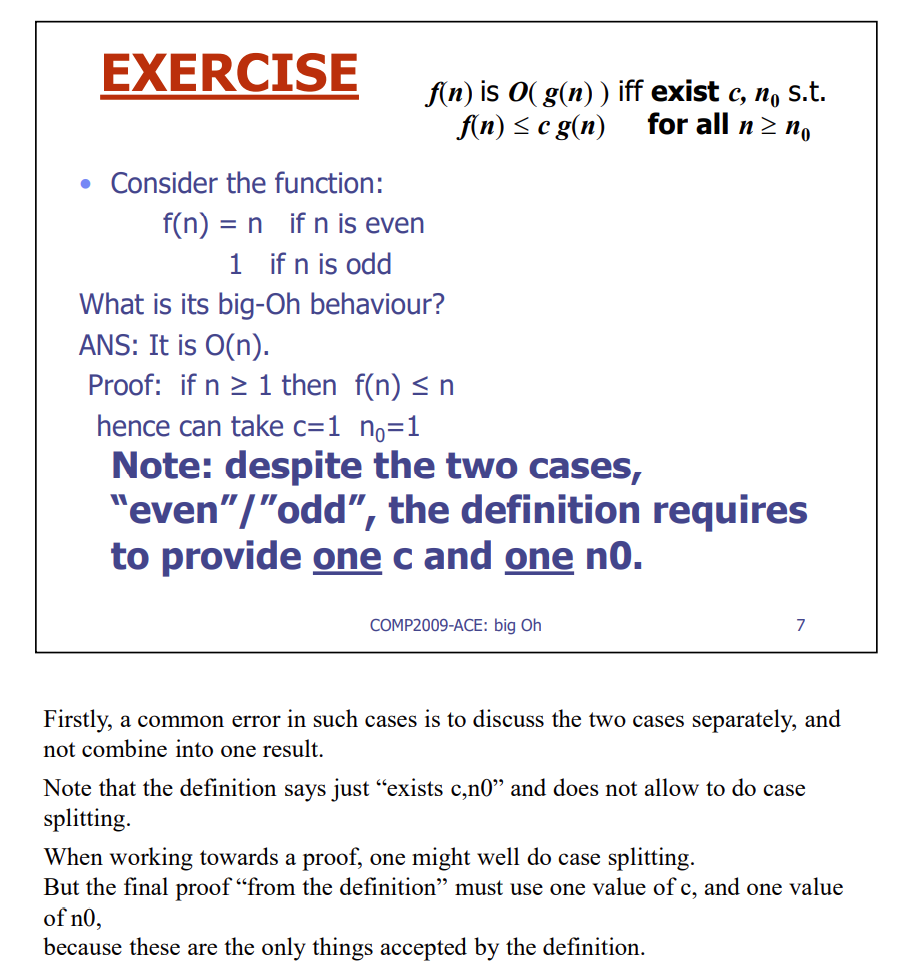 EXERCISE
f(n) is O( g(n) ) iff exist c, n₀ s.t.
f(n) ≤ c g(n) for all n ≥ n₀
• Consider the function:
f(n) = n if n is even
1 if n is odd
What is its big-Oh behaviour?
ANS: It is O(n).
Proof: if n ≥ 1 then f(n) ≤ n
hence can take c=1 n₀=1
Note: despite the two cases,
“even”/”odd”, the definition requires
to provide one c and one n0.
COMP2009-ACE: big Oh
7
Firstly, a common error in such cases is to discuss the two cases separately, and
not combine into one result.
Note that the definition says just “exists c,n0” and does not allow to do case
splitting.
When working towards a proof, one might well do case splitting.
But the final proof “from the definition” must use one value of c, and one value
of n0,
because these are the only things accepted by the definition.